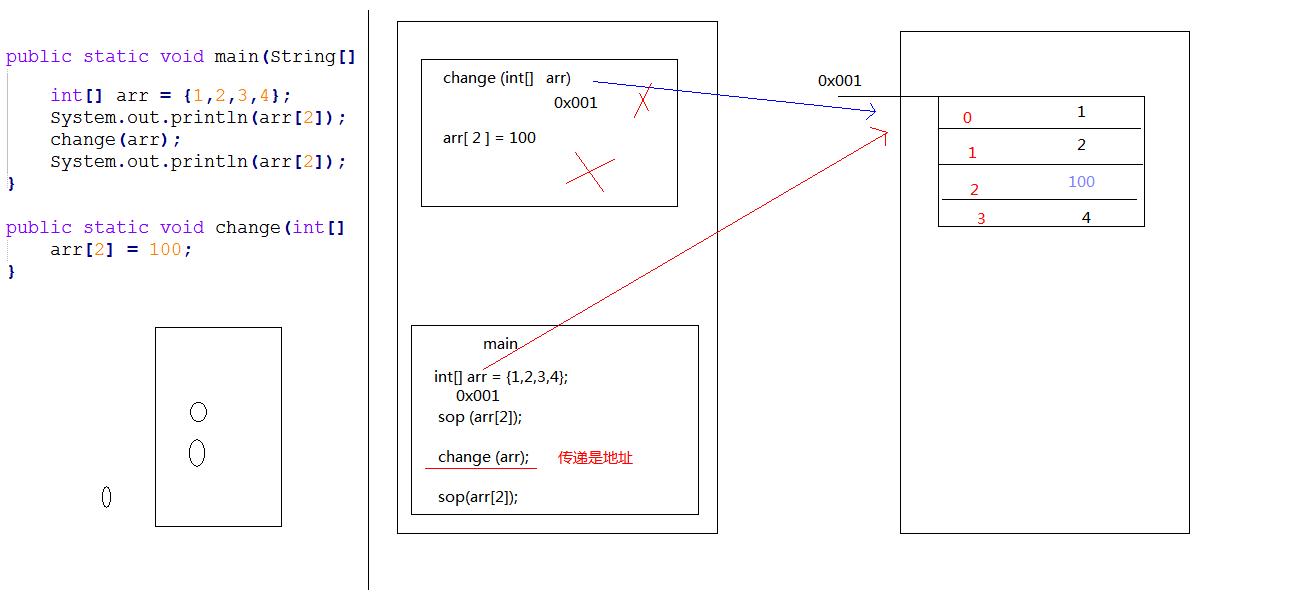 public static void main(String[]
int[] arr = {1,2,3,4};
System.out.println(arr[2]);
change(arr);
System.out.println(arr[2]);
}
public static void change(int[]
arr[2] = 100;
}
change (int[] arr)
0x001
arr[ 2 ] = 100
main
int[] arr = {1,2,3,4};
0x001
sop (arr[2]);
change (arr); 传递是地址
sop(arr[2]);
0x001
0 1
1 2
2 100
3 4